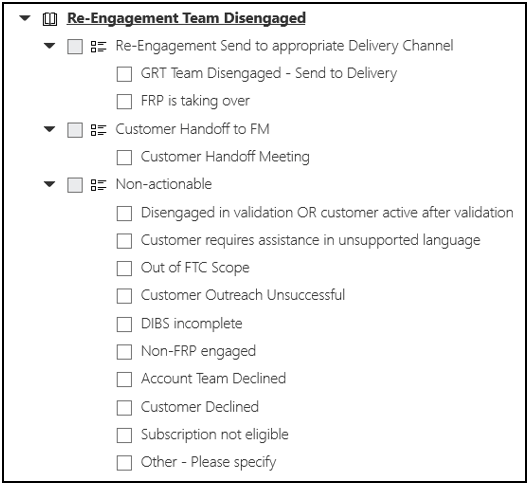 Re-Engagement Team Disengaged
Re-Engagement Send to appropriate Delivery Channel
GRT Team Disengaged - Send to Delivery
FRP is taking over
Customer Handoff to FM
Customer Handoff Meeting
Non-actionable
Disengaged in validation OR customer active after validation
Customer requires assistance in unsupported language
Out of FTC Scope
Customer Outreach Unsuccessful
DIBS incomplete
Non-FRP engaged
Account Team Declined
Customer Declined
Subscription not eligible
Other - Please specify